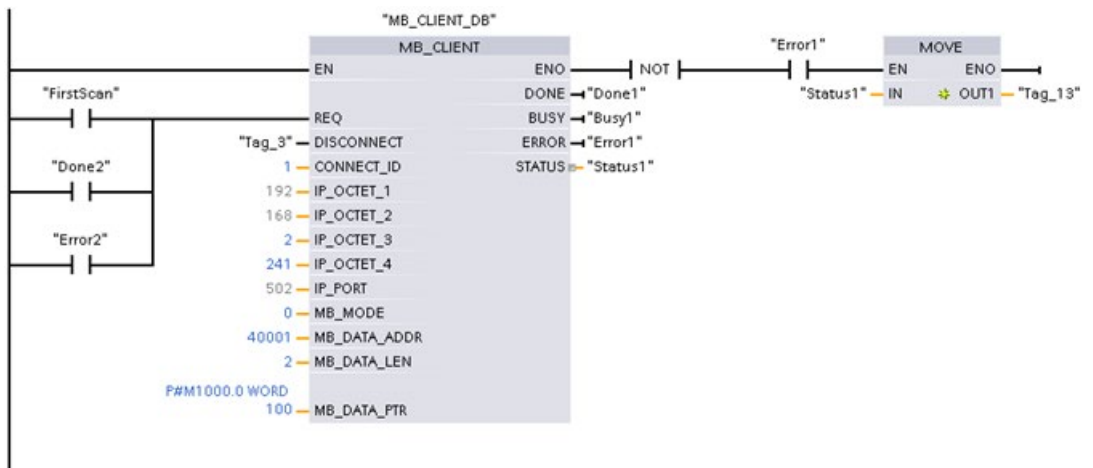 "MB_CLIENT_DB"
MB_CLIENT
"Error1"
MOVE
EN
ENO
NOT
EN
ENO
"FirstScan"
DONE
"Done1"
"Status1"
IN
OUT1
"Tag_13"
REQ
BUSY
"Busy1"
"Tag_3"
DISCONNECT
ERROR
"Error1"
"Done2"
1
CONNECT_ID
STATUS
"Status1"
192
IP_OCTET_1
168
IP_OCTET_2
"Error2"
2
IP_OCTET_3
241
IP_OCTET_4
502
IP_PORT
0
MB_MODE
40001
MB_DATA_ADDR
2
MB_DATA_LEN
P#M1000.0 WORD
100
MB_DATA_PTR